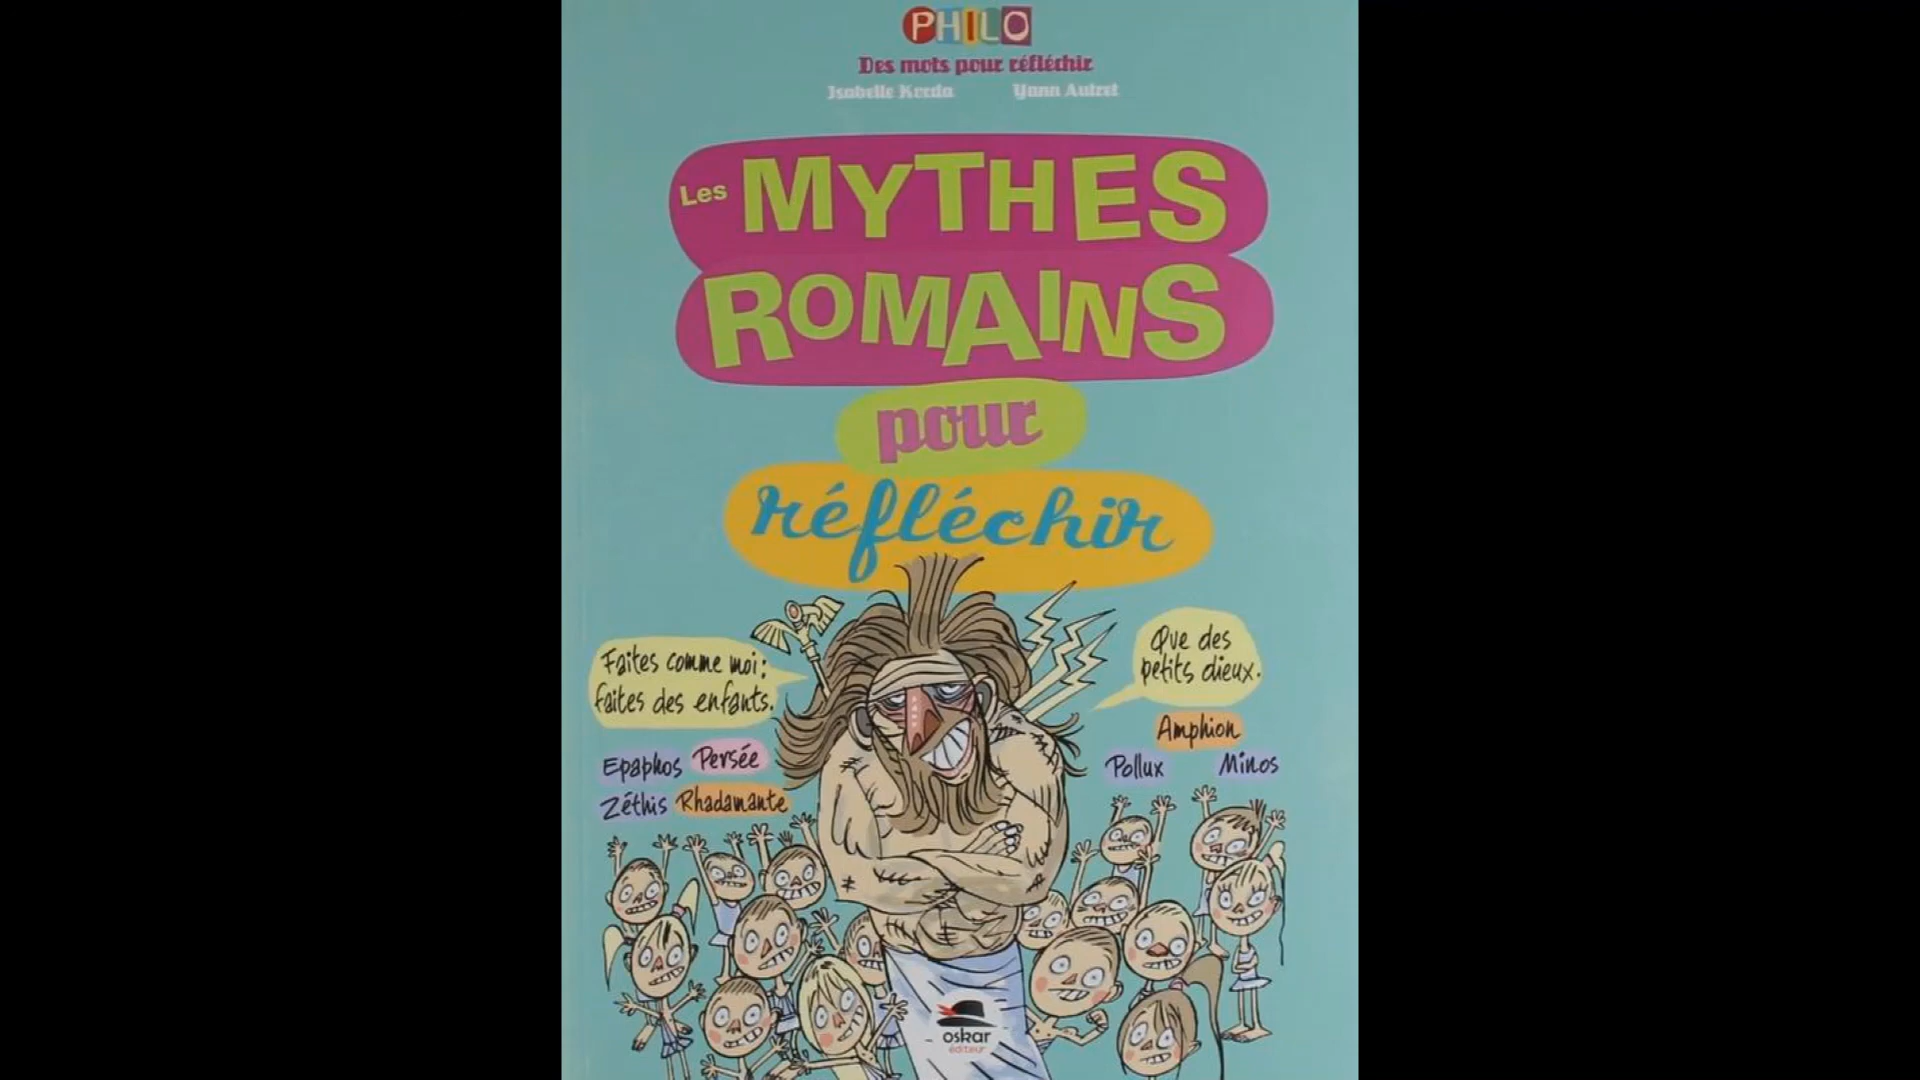 PHILO
Des mots pour réfléchir
Isabelle Korda Yann Autret
Les MYTHES
ROMAINS
pour
réfléchir
Faites comme moi :
faites des enfants.
Que des
petits dieux.
Amphion
Epaphos Persée
Pollux Minos
Zéthis Rhadamante
oskar
éditeur